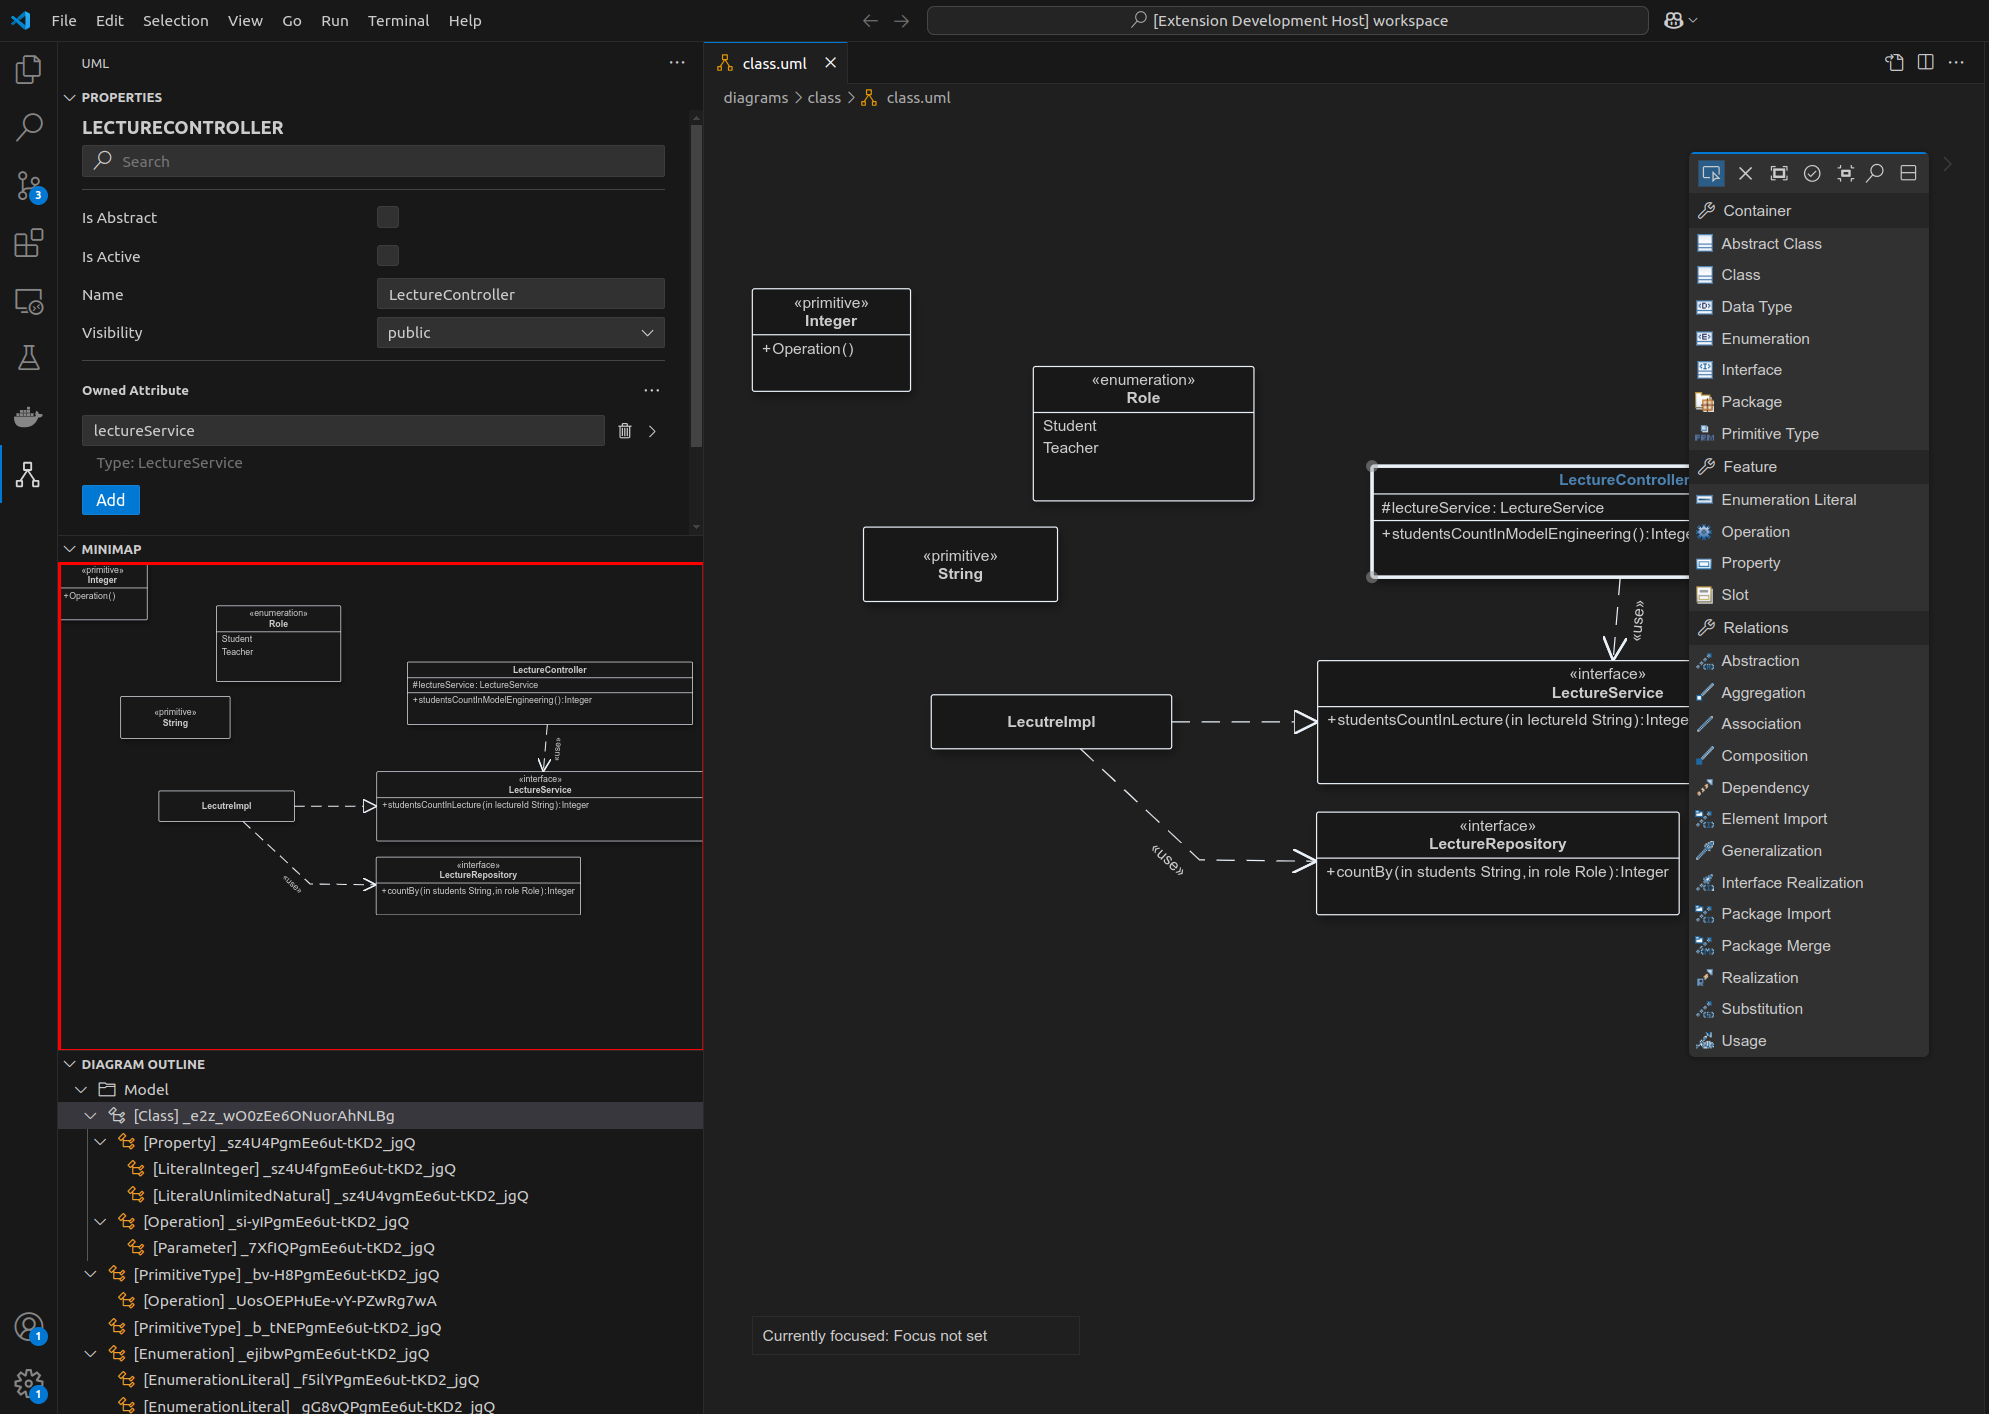 File Edit Selection View Go Run Terminal Help
[Extension Development Host] workspace
UML
PROPERTIES
LECTURECONTROLLER
Search
Is Abstract
Is Active
Name LectureController
Visibility public
Owned Attribute
lectureService
Type: LectureService
Add
3
MINIMAP
«primitive»
Integer
+Operation()
«enumeration»
Role
Student
Teacher
LectureController
#lectureService: LectureService
+studentsCountInModelEngineering():Integer
«primitive»
String
«use»
«interface»
LectureService
+studentsCountInLecture(in lectureId String):Integer
LecutreImpl
«interface»
LectureRepository
+countBy(in students String,in role Role):Integer
«use»
DIAGRAM OUTLINE
Model
[Class] _e2z_wO0zEe6ONuorAhNLBg
[Property] _sz4U4PgmEe6ut-tKD2_jgQ
[LiteralInteger] _sz4U4fgmEe6ut-tKD2_jgQ
[LiteralUnlimitedNatural] _sz4U4vgmEe6ut-tKD2_jgQ
[Operation] _si-yIPgmEe6ut-tKD2_jgQ
[Parameter] _7XfIQPgmEe6ut-tKD2_jgQ
[PrimitiveType] _bv-H8PgmEe6ut-tKD2_jgQ
[Operation] _UosOEPHuEe-vY-PZwRg7wA
[PrimitiveType] _b_tNEPgmEe6ut-tKD2_jgQ
[Enumeration] _ejibwPgmEe6ut-tKD2_jgQ
[EnumerationLiteral] _f5ilYPgmEe6ut-tKD2_jgQ
[EnumerationLiteral] _gG8vQPgmEe6ut-tKD2_jgQ
1
1
class.uml
diagrams class class.uml
«primitive»
Integer
+Operation()
«enumeration»
Role
Student
Teacher
LectureController
#lectureService: LectureService
+studentsCountInModelEngineering():Intege
«primitive»
String
«use»
«interface»
LectureService
+studentsCountInLecture(in lectureId String):Intege
LecutreImpl
«interface»
LectureRepository
+countBy(in students String,in role Role):Integer
«use»
Currently focused: Focus not set
Container
Abstract Class
Class
Data Type
Enumeration
Interface
Package
Primitive Type
Feature
Enumeration Literal
Operation
Property
Slot
Relations
Abstraction
Aggregation
Association
Composition
Dependency
Element Import
Generalization
Interface Realization
Package Import
Package Merge
Realization
Substitution
Usage